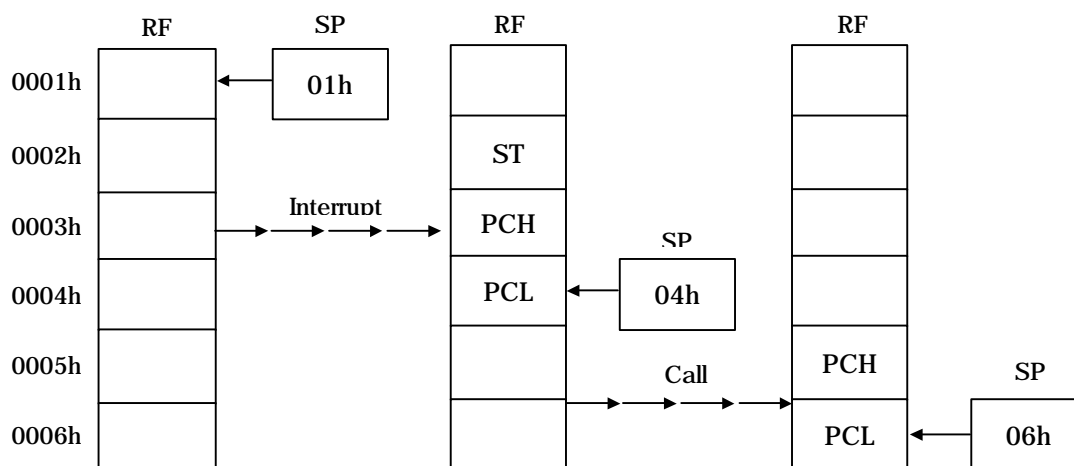 RF SP RF RF
0001h 01h
0002h ST
Interrupt
0003h PCH
SP
0004h PCL 04h
0005h Call PCH SP
0006h PCL 06h